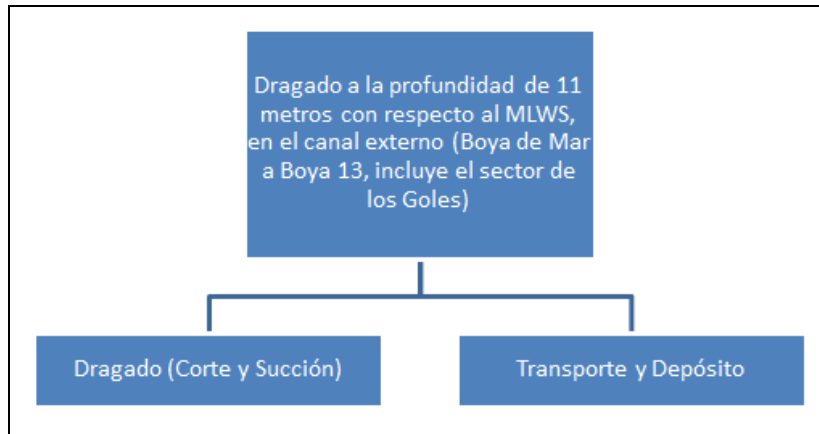 Dragado a la profundidad de 11
metros con respecto al MLWS,
en el canal externo (Boya de Mar
a Boya 13, incluye el sector de
los Goles)
Dragado (Corte y Succión)
Transporte y Depósito